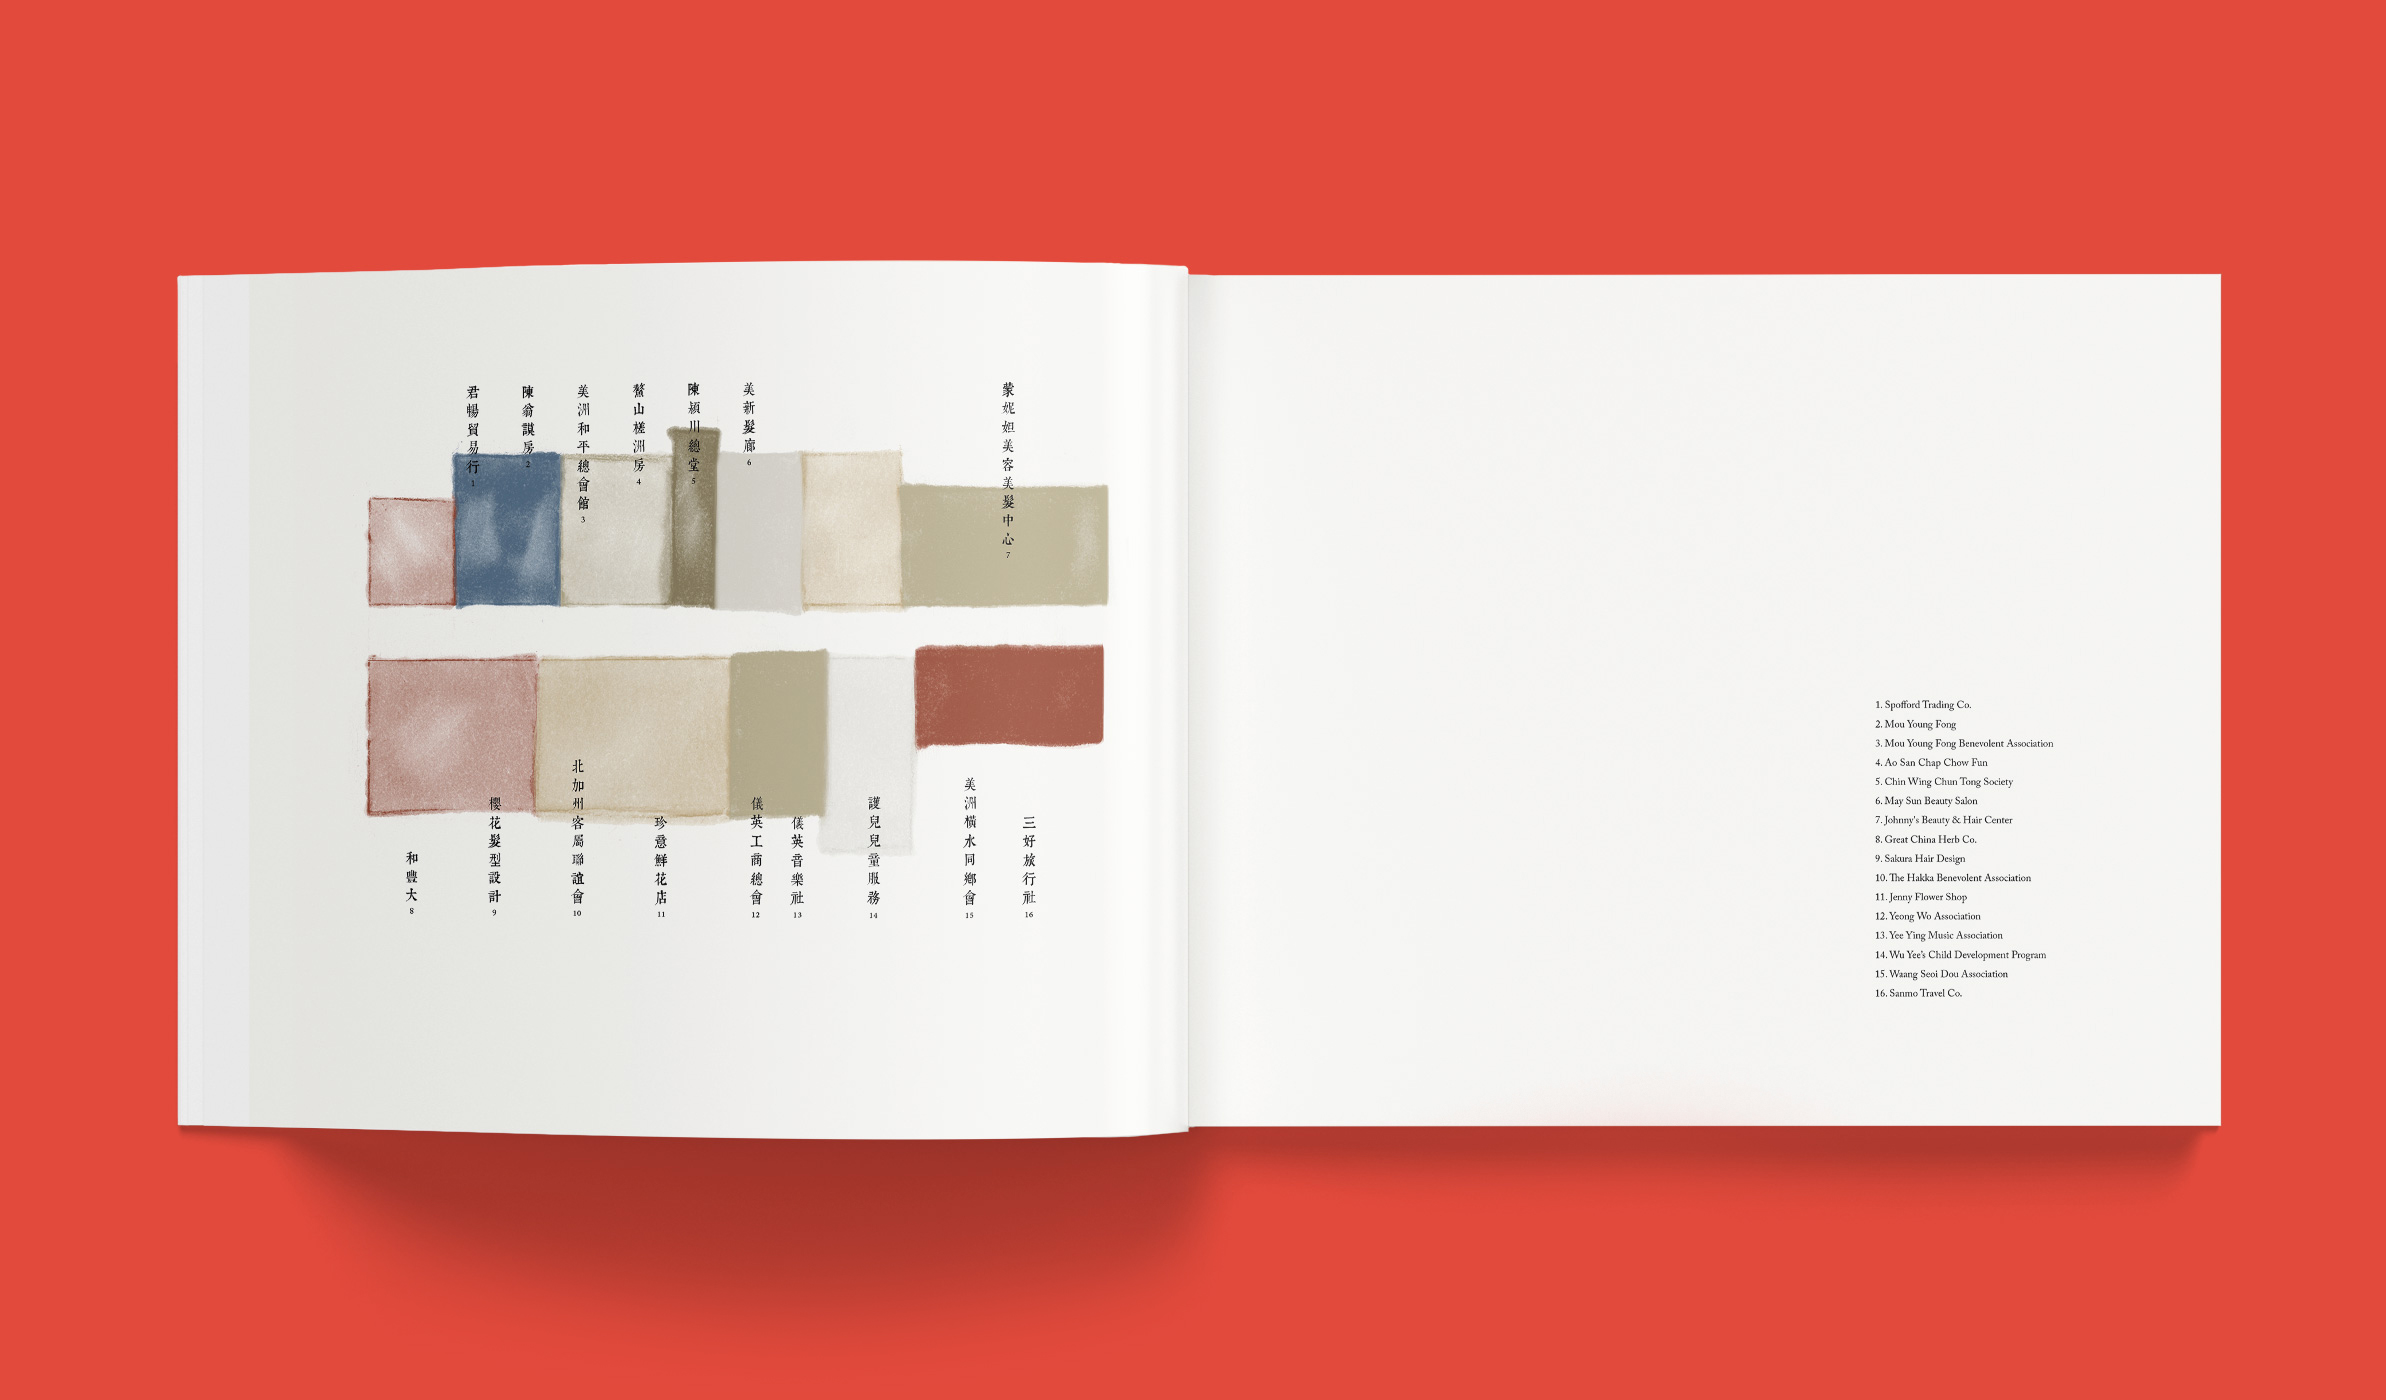 君暢貿易行
1
陳翁謨房
2
美洲和平總會館
3
鰲山槎洲房
4
陳潁川總堂
5
美新髮廊
6
蒙妮妲美容美髮中心
7
和豐大
8
櫻花髮型設計
9
北加州客屬聯誼會
10
珍意鮮花店
11
儀英工商總會
12
儀英音樂社
13
護兒兒童服務
14
美洲橫水同鄉會
15
三好旅行社
16
1. Spofford Trading Co.
2. Mou Young Fong
3. Mou Young Fong Benevolent Association
4. Ao San Chap Chow Fun
5. Chin Wing Chun Tong Society
6. May Sun Beauty Salon
7. Johnny's Beauty & Hair Center
8. Great China Herb Co.
9. Sakura Hair Design
10. The Hakka Benevolent Association
11. Jenny Flower Shop
12. Yeong Wo Association
13. Yee Ying Music Association
14. Wu Yee's Child Development Program
15. Waang Seoi Dou Association
16. Sanmo Travel Co.